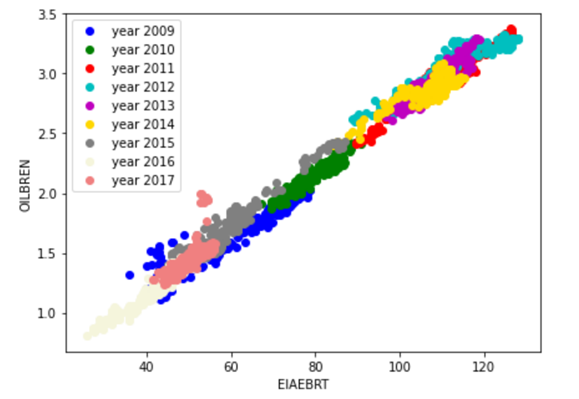 3.5
3.0
2.5
2.0
1.5
1.0
OILBREN
year 2009
year 2010
year 2011
year 2012
year 2013
year 2014
year 2015
year 2016
year 2017
40 60 80 100 120
EIAEBRT